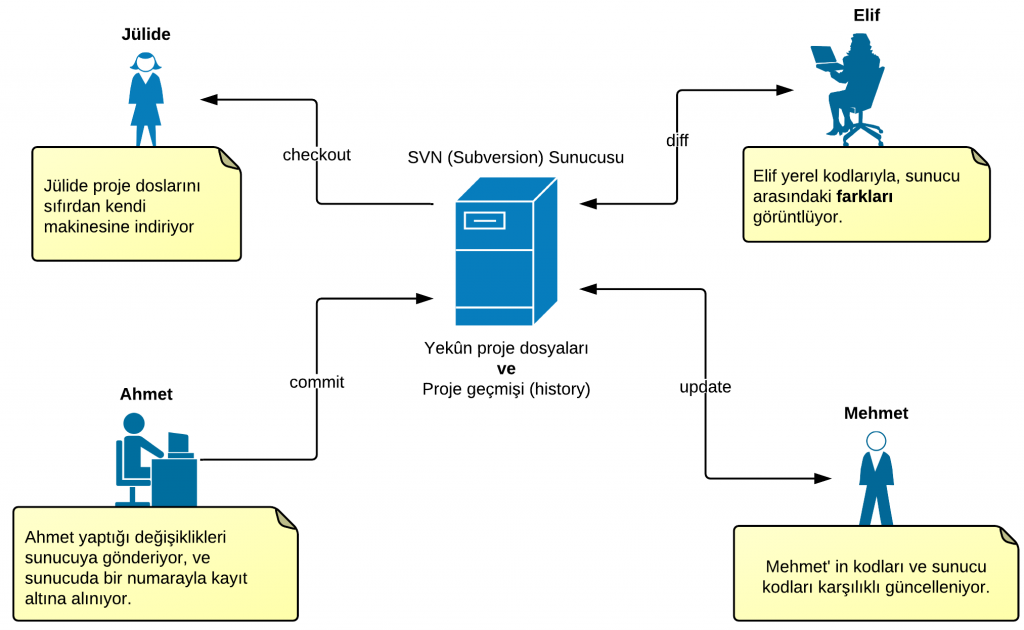 Jülide
checkout
Jülide proje doslarını
sıfırdan kendi
makinesine indiriyor
SVN (Subversion) Sunucusu
Yekûn proje dosyaları
ve
Proje geçmişi (history)
Elif
diff
Elif yerel kodlarıyla, sunucu
arasındaki farkları
görüntlüyor.
Ahmet
commit
Ahmet yaptığı değişiklikleri
sunucuya gönderiyor, ve
sunucuda bir numarayla kayıt
altına alınıyor.
update
Mehmet
Mehmet' in kodları ve sunucu
kodları karşılıklı güncelleniyor.